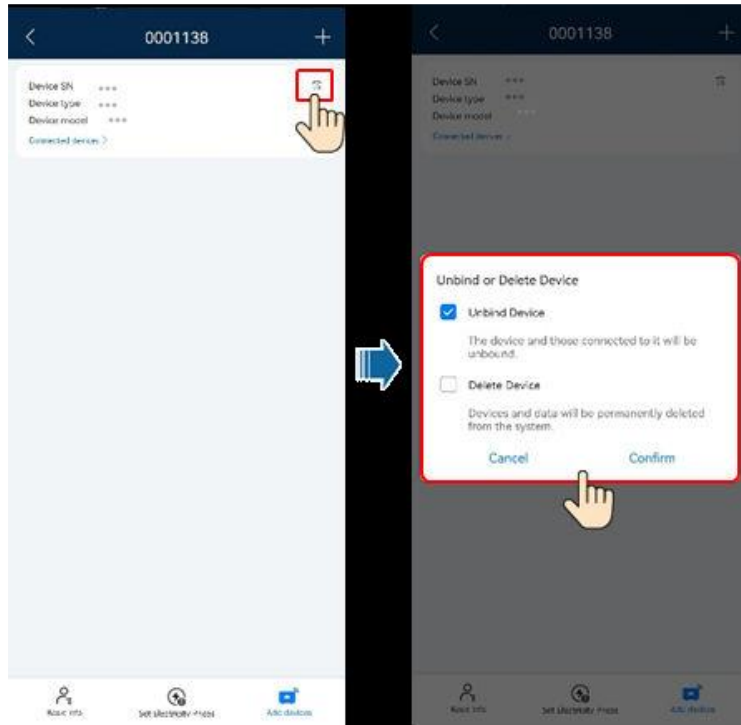 0001138
Device SN ***
Device type ***
Device model ***
Connected devices >
Basic info
Set Electricity Prices
Add devices
0001138
Device SN ***
Device type ***
Device model ***
Connected devices >
Unbind or Delete Device
Unbind Device
The device and those connected to it will be
unbound.
Delete Device
Devices and data will be permanently deleted
from the system.
Cancel
Confirm
Basic info
Set Electricity Prices
Add devices